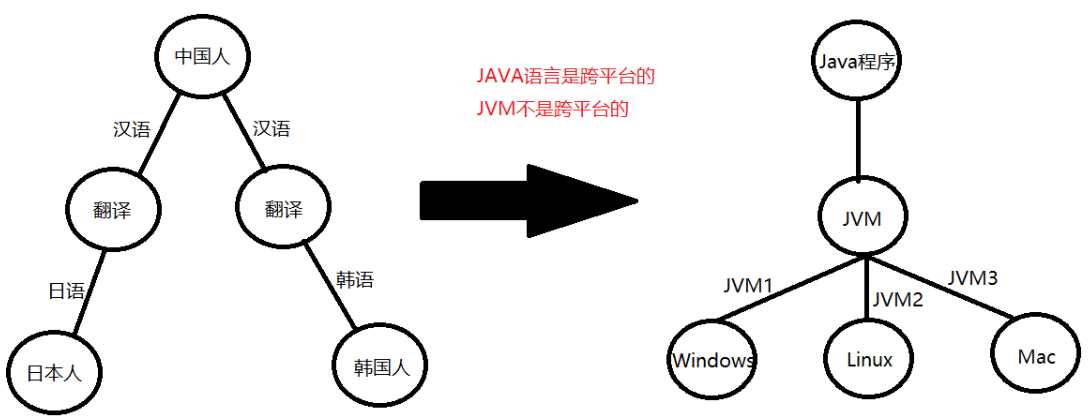 中国人
汉语
汉语
翻译
翻译
日语
韩语
日本人
韩国人
JAVA语言是跨平台的
JVM不是跨平台的
Java程序
JVM
JVM1
JVM2
JVM3
Windows
Linux
Mac